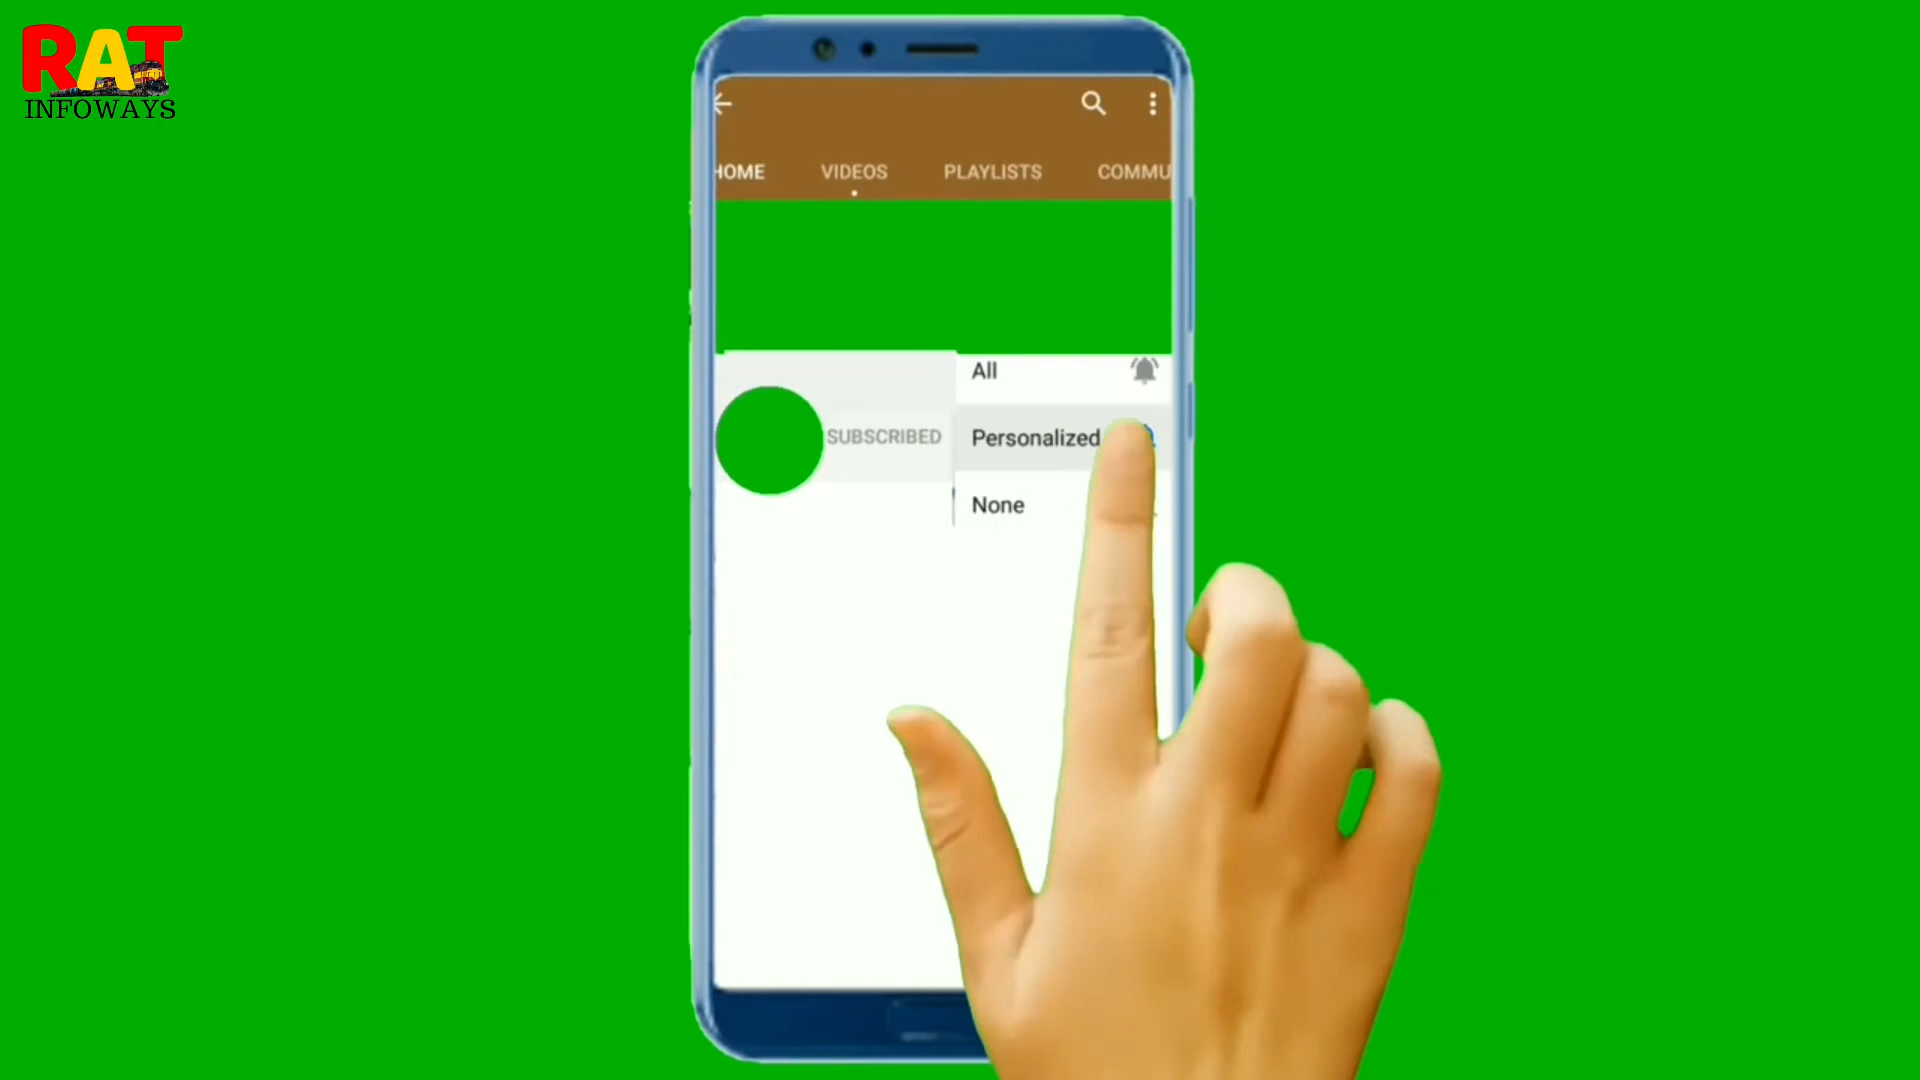 RAT
INFOWAYS
HOME VIDEOS PLAYLISTS COMMU
All
SUBSCRIBED Personalized
None